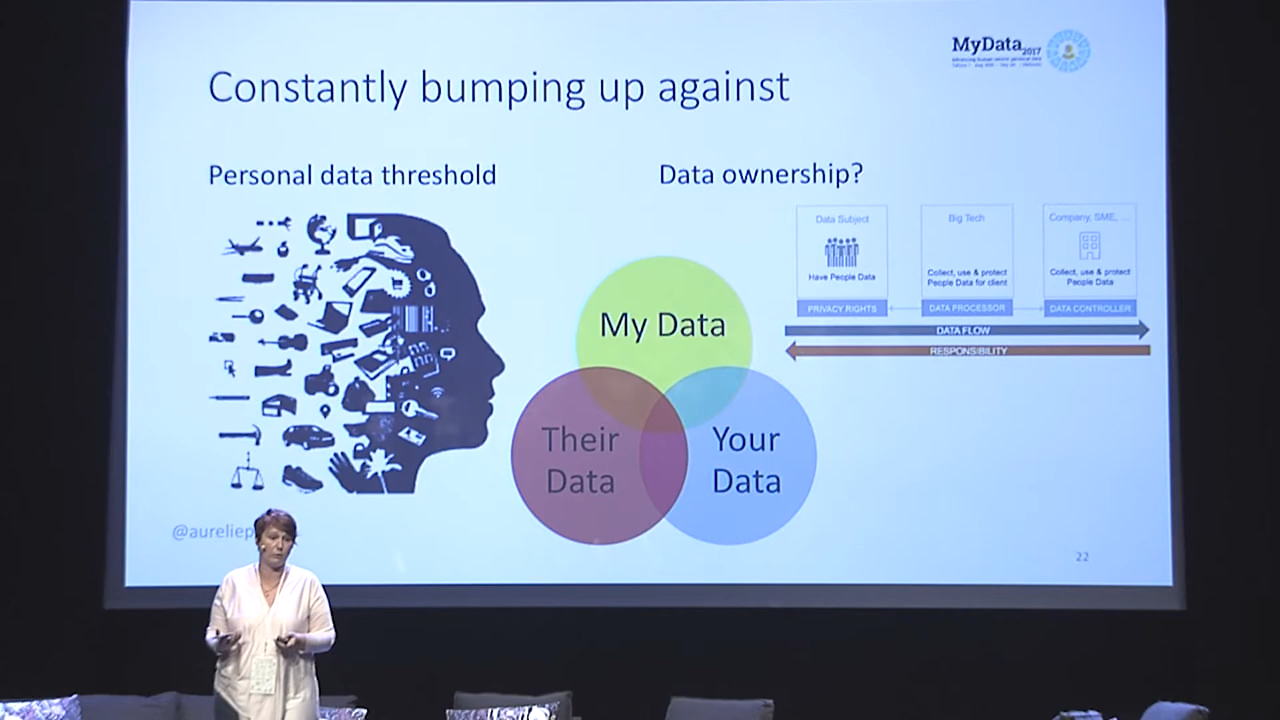 MyData 2017
Constantly bumping up against
Personal data threshold
Data ownership?
Data Subject
Have People Data
PRIVACY RIGHTS
Big Tech
Collect, use & protect
People Data for client
DATA PROCESSOR
Company, SME, ...
Collect, use & protect
People Data
DATA CONTROLLER
DATA FLOW
RESPONSIBILITY
My Data
Their
Data
Your
Data
@aureliep
22